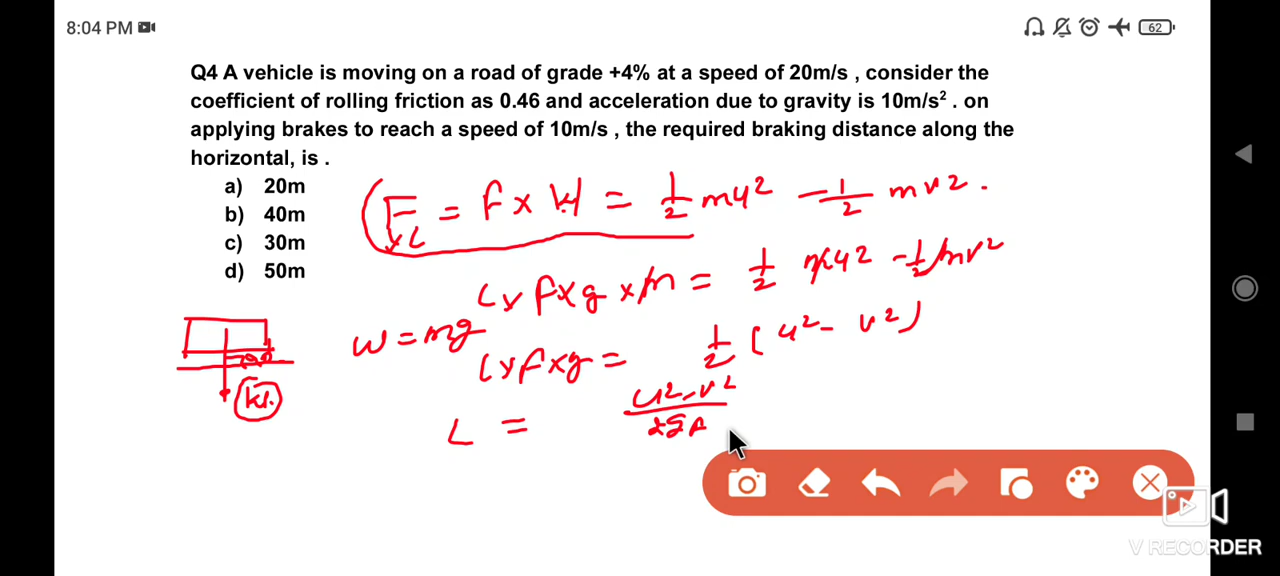 8:04 PM
62
Q4 A vehicle is moving on a road of grade +4% at a speed of 20m/s , consider the
coefficient of rolling friction as 0.46 and acceleration due to gravity is 10m/s² . on
applying brakes to reach a speed of 10m/s , the required braking distance along the
horizontal, is .
a) 20m
b) 40m
c) 30m
d) 50m
F = f x W = 1/2 mu² - 1/2 mv² .
xL
L x f x g x m = 1/2 mu² - 1/2 mv²
W = mg
L x f x g = 1/2 ( u² - v² )
L = u² - v² / 2gf
V RECORDER